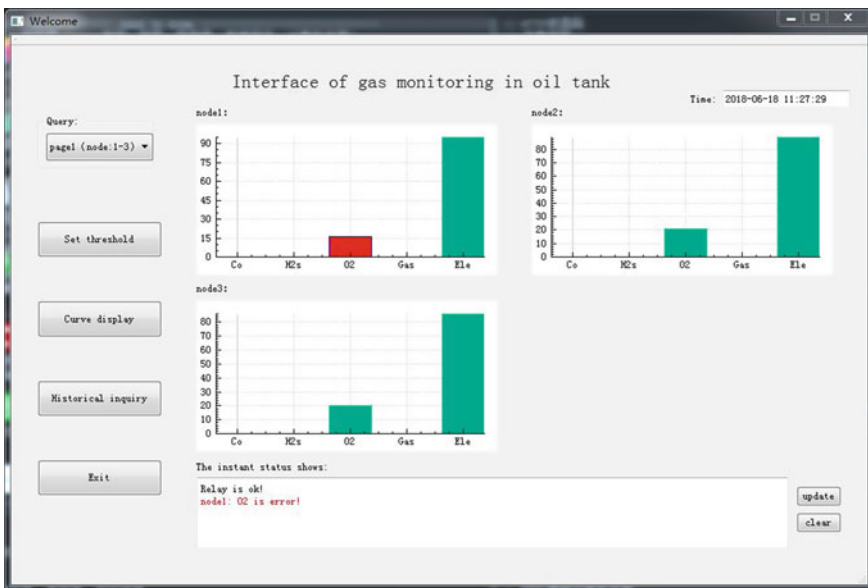 Welcome
Interface of gas monitoring in oil tank
Time: 2018-06-18 11:27:29
Query:
page1 (node:1-3)
Set threshold
Curve display
Historical inquiry
Exit
node1:
90
75
60
45
30
15
0
Co H2s O2 Gas Ele
node2:
80
70
60
50
40
30
20
10
0
Co H2s O2 Gas Ele
node3:
80
70
60
50
40
30
20
10
0
Co H2s O2 Gas Ele
The instant status shows:
Relay is ok!
node1: O2 is error!
update
clear